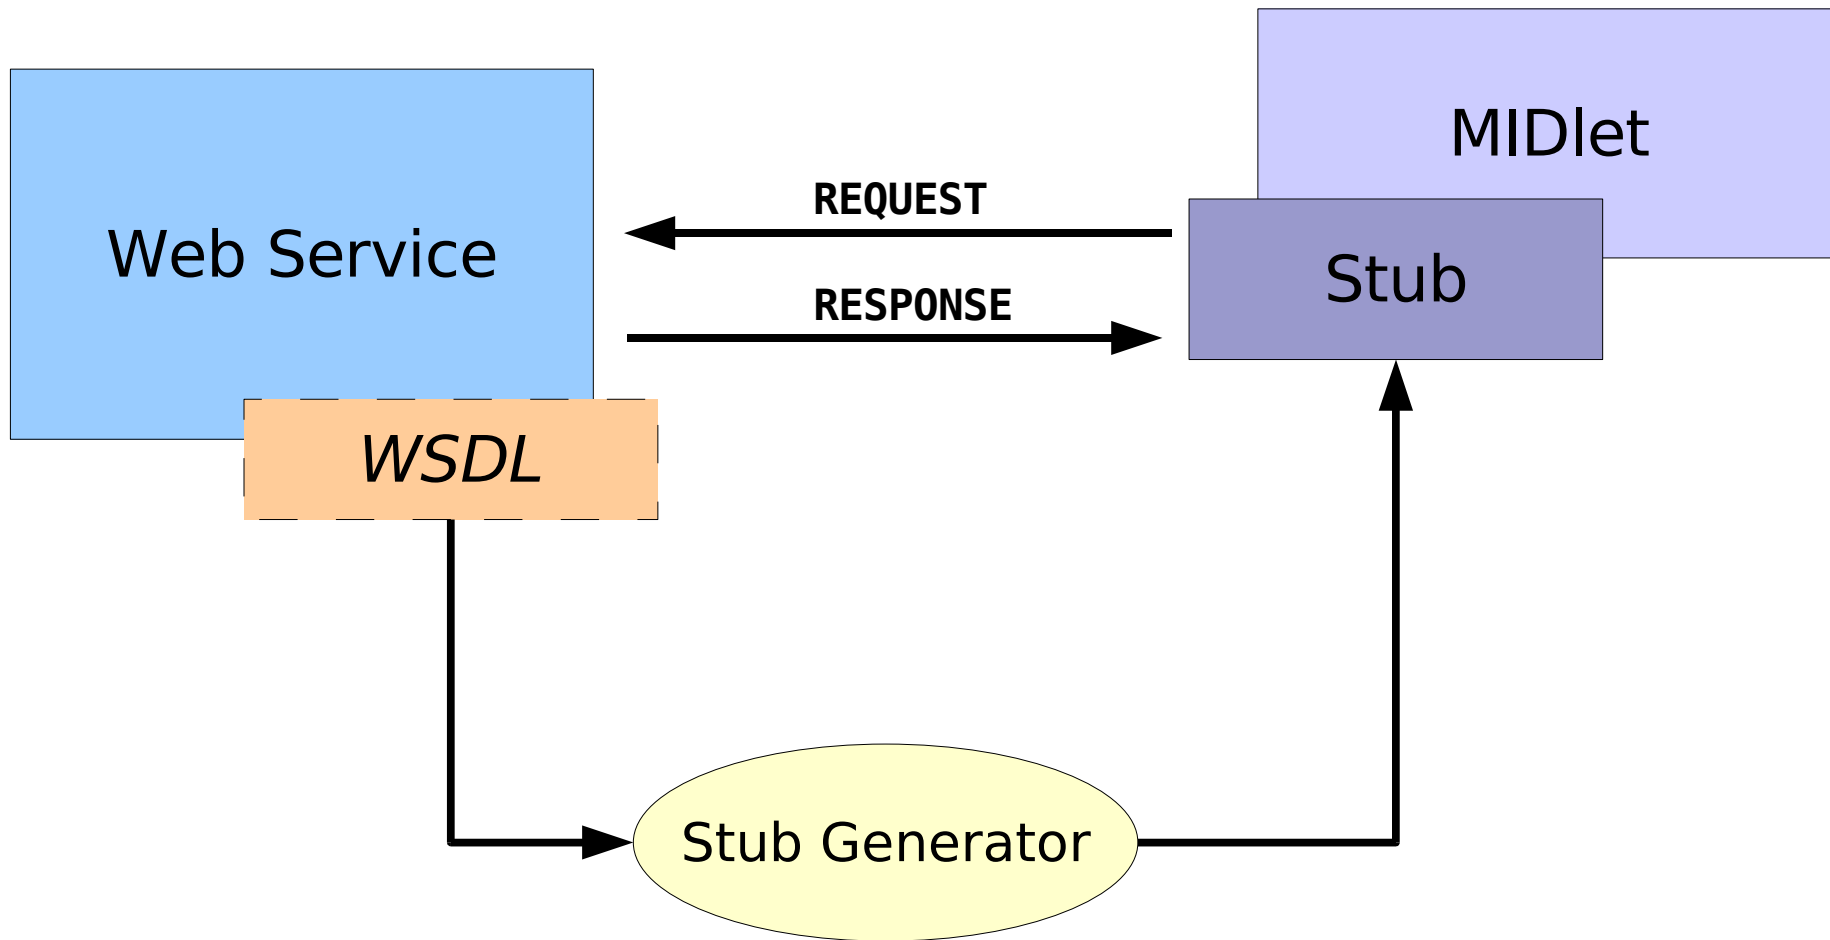 MIDlet
REQUEST
Web Service
Stub
RESPONSE
WSDL
Stub Generator